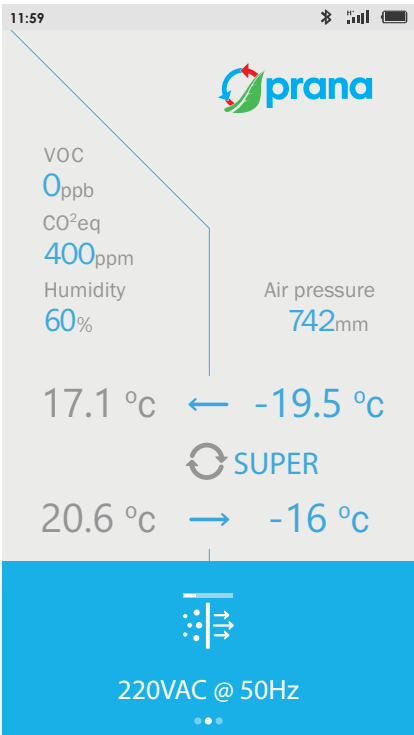 11:59
prana
VOC
0ppb
CO²eq
400ppm
Humidity
60%
Air pressure
742mm
17.1 ºc ← -19.5 ºc
SUPER
20.6 ºc → -16 ºc
220VAC @ 50Hz